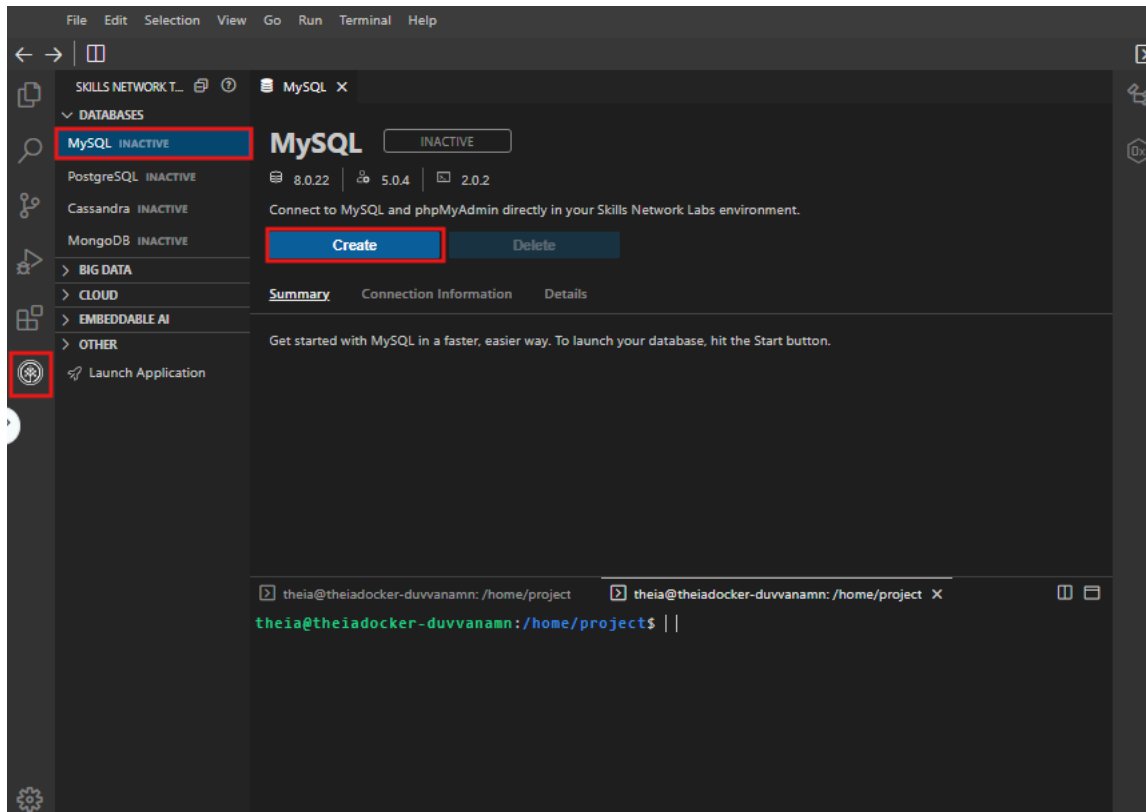 File Edit Selection View Go Run Terminal Help
SKILLS NETWORK T...
DATABASES
MySQL INACTIVE
PostgreSQL INACTIVE
Cassandra INACTIVE
MongoDB INACTIVE
BIG DATA
CLOUD
EMBEDDABLE AI
OTHER
Launch Application
MySQL
MySQL INACTIVE
8.0.22 5.0.4 2.0.2
Connect to MySQL and phpMyAdmin directly in your Skills Network Labs environment.
Create Delete
Summary Connection Information Details
Get started with MySQL in a faster, easier way. To launch your database, hit the Start button.
theia@theiadocker-duvvanamn: /home/project theia@theiadocker-duvvanamn: /home/project
theia@theiadocker-duvvanamn:/home/project$